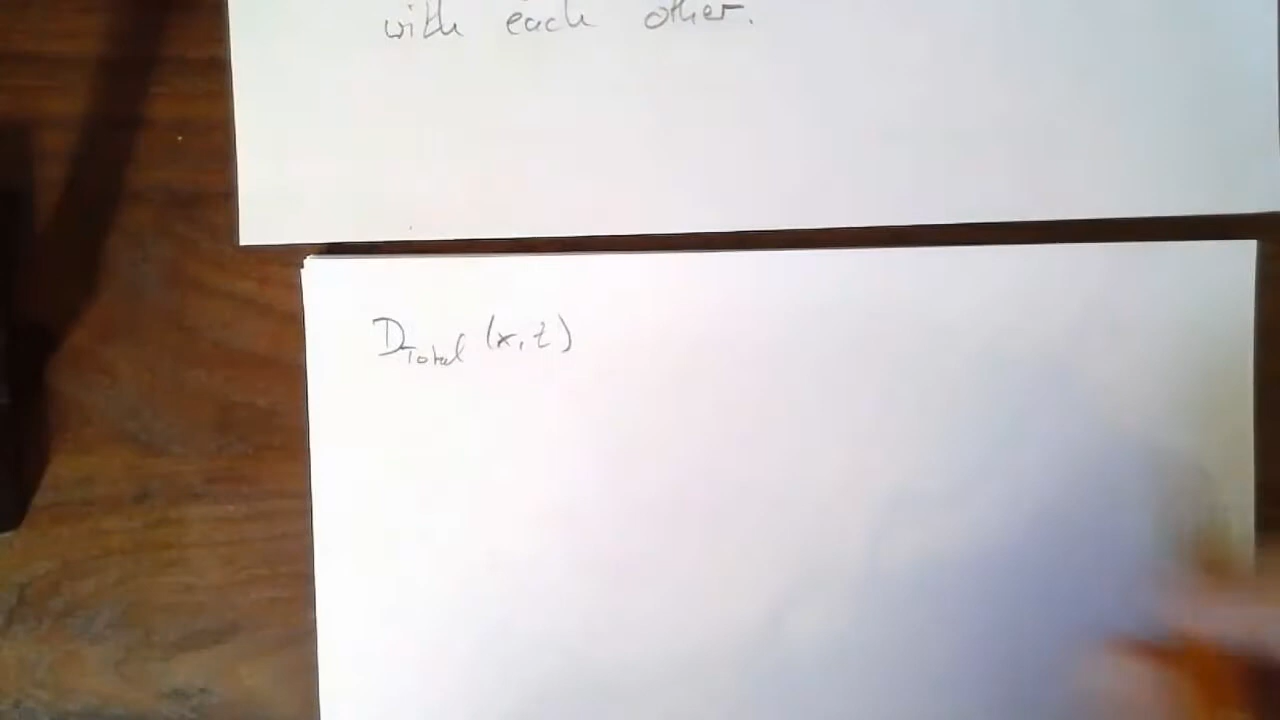 with each other.
D_Total (x,t)